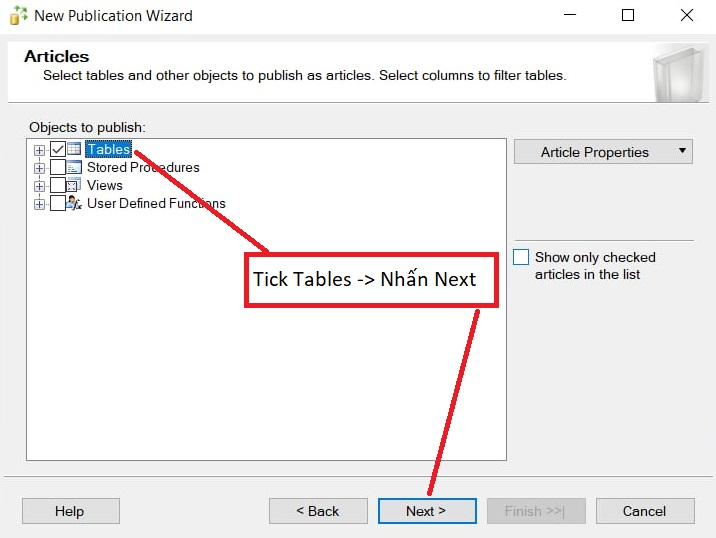 New Publication Wizard
Articles
Select tables and other objects to publish as articles. Select columns to filter tables.
Objects to publish:
Tables
Stored Procedures
Views
User Defined Functions
Article Properties
Show only checked
articles in the list
Tick Tables -> Nhấn Next
Help
< Back
Next >
Finish >>|
Cancel